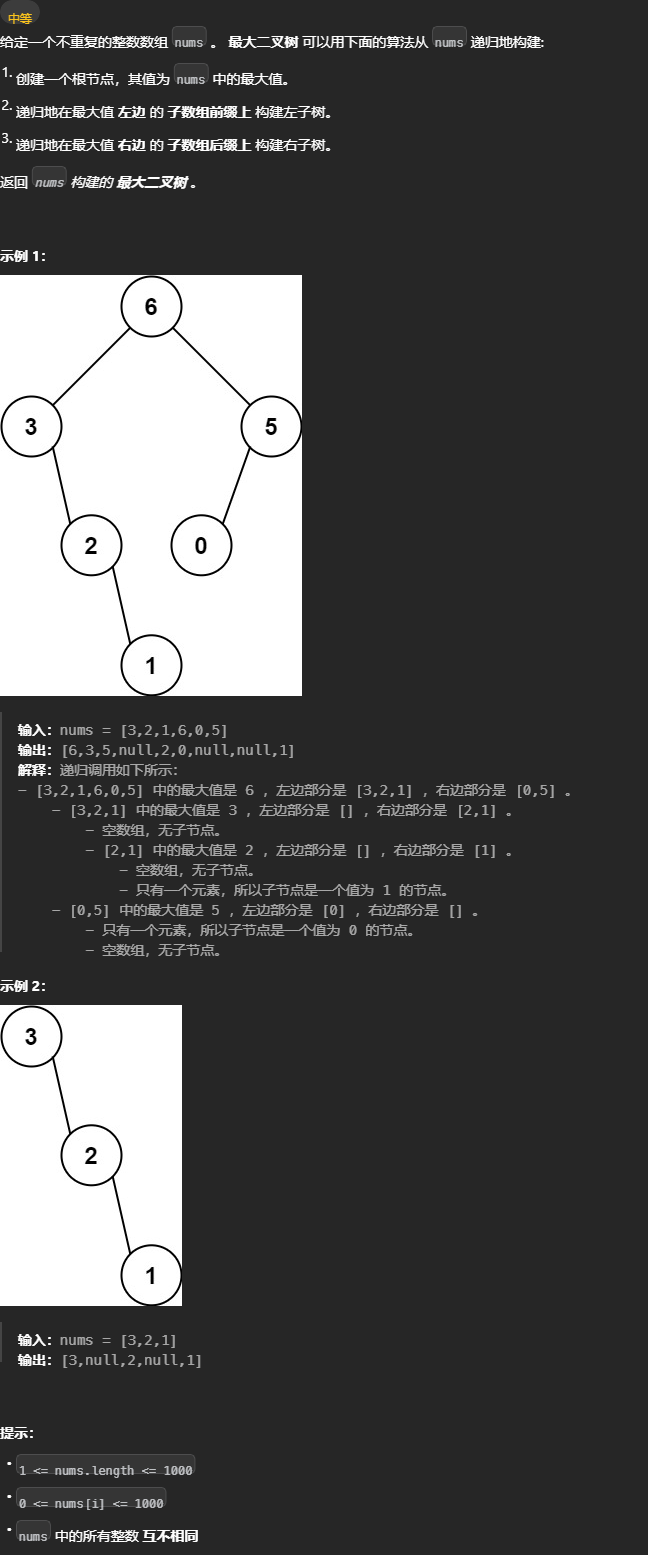 中等
给定一个不重复的整数数组 nums 。 最大二叉树 可以用下面的算法从 nums 递归地构建:
1. 创建一个根节点，其值为 nums 中的最大值。
2. 递归地在最大值 左边 的 子数组前缀上 构建左子树。
3. 递归地在最大值 右边 的 子数组后缀上 构建右子树。
返回 nums 构建的 最大二叉树 。
示例 1：
6
3 5
2 0
1
输入：nums = [3,2,1,6,0,5]
输出：[6,3,5,null,2,0,null,null,1]
解释：递归调用如下所示：
- [3,2,1,6,0,5] 中的最大值是 6 ，左边部分是 [3,2,1] ，右边部分是 [0,5] 。
- [3,2,1] 中的最大值是 3 ，左边部分是 [] ，右边部分是 [2,1] 。
- 空数组，无子节点。
- [2,1] 中的最大值是 2 ，左边部分是 [] ，右边部分是 [1] 。
- 空数组，无子节点。
- 只有一个元素，所以子节点是一个值为 1 的节点。
- [0,5] 中的最大值是 5 ，左边部分是 [0] ，右边部分是 [] 。
- 只有一个元素，所以子节点是一个值为 0 的节点。
- 空数组，无子节点。
示例 2：
3
2
1
输入：nums = [3,2,1]
输出：[3,null,2,null,1]
提示：
• 1 <= nums.length <= 1000
• 0 <= nums[i] <= 1000
• nums 中的所有整数 互不相同